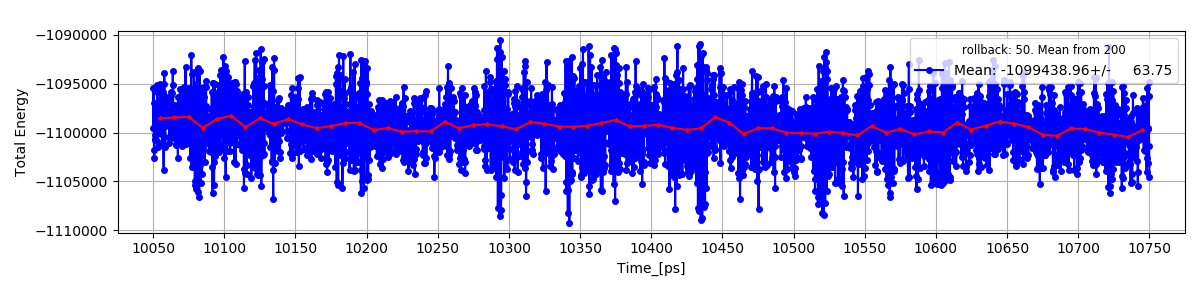 rollback: 50. Mean from 200
Mean: -1099438.96+/- 63.75
Total Energy
−1090000
−1095000
−1100000
−1105000
−1110000
10050 10100 10150 10200 10250 10300 10350 10400 10450 10500 10550 10600 10650 10700 10750
Time_[ps]